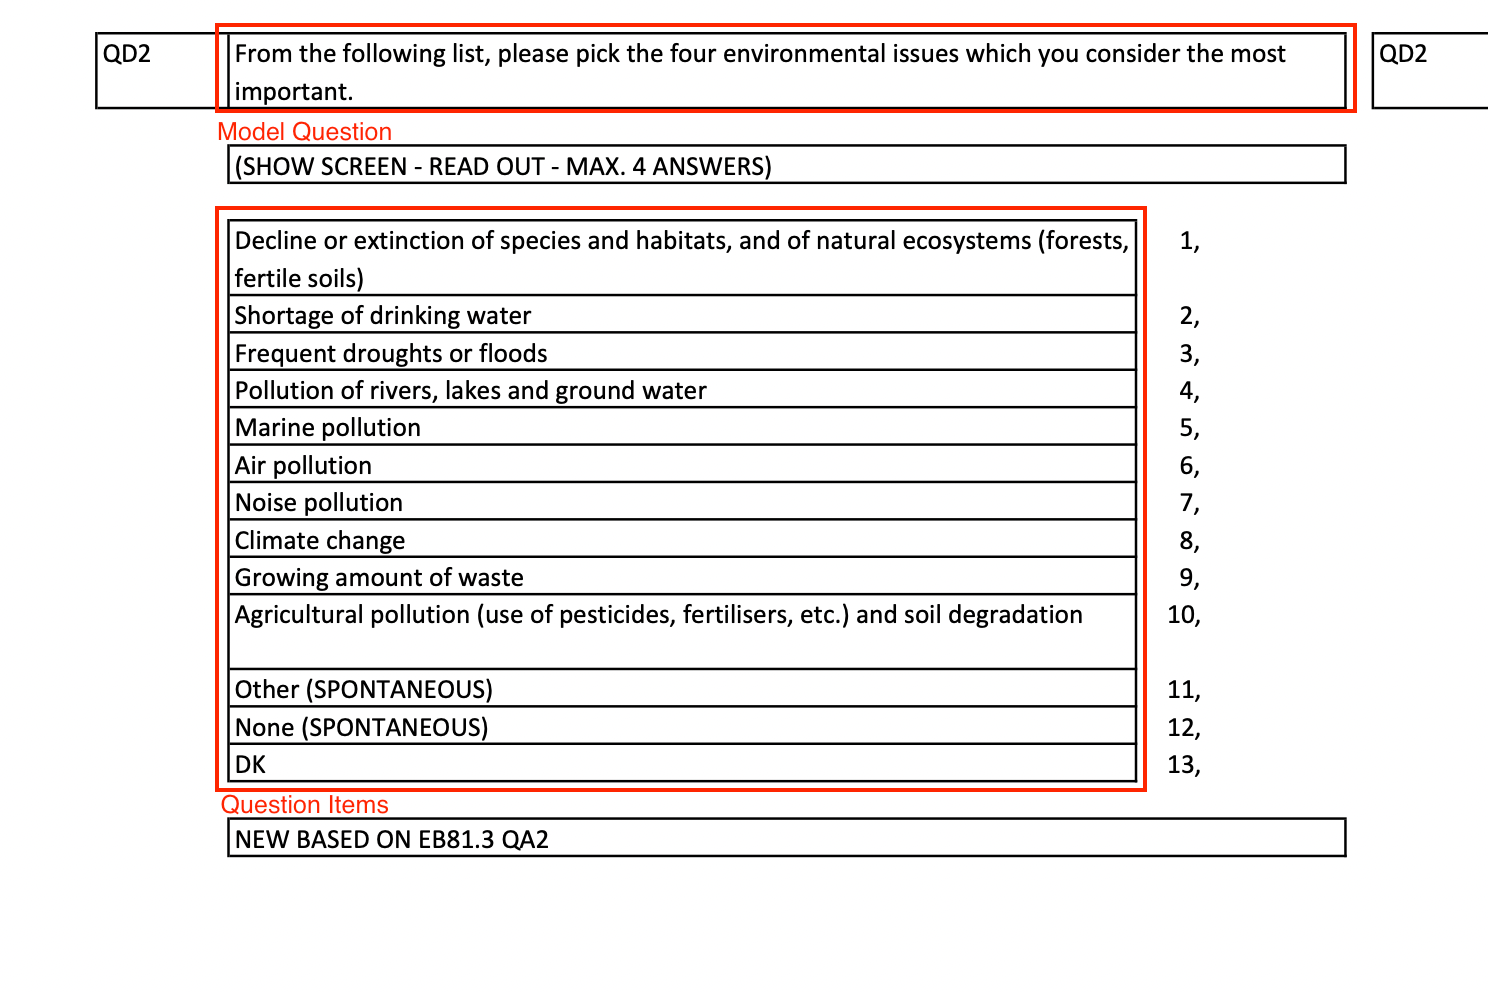 QD2
From the following list, please pick the four environmental issues which you consider the most
important.
QD2
Model Question
(SHOW SCREEN - READ OUT - MAX. 4 ANSWERS)
Decline or extinction of species and habitats, and of natural ecosystems (forests, 1,
fertile soils)
Shortage of drinking water 2,
Frequent droughts or floods 3,
Pollution of rivers, lakes and ground water 4,
Marine pollution 5,
Air pollution 6,
Noise pollution 7,
Climate change 8,
Growing amount of waste 9,
Agricultural pollution (use of pesticides, fertilisers, etc.) and soil degradation 10,
Other (SPONTANEOUS) 11,
None (SPONTANEOUS) 12,
DK 13,
Question Items
NEW BASED ON EB81.3 QA2